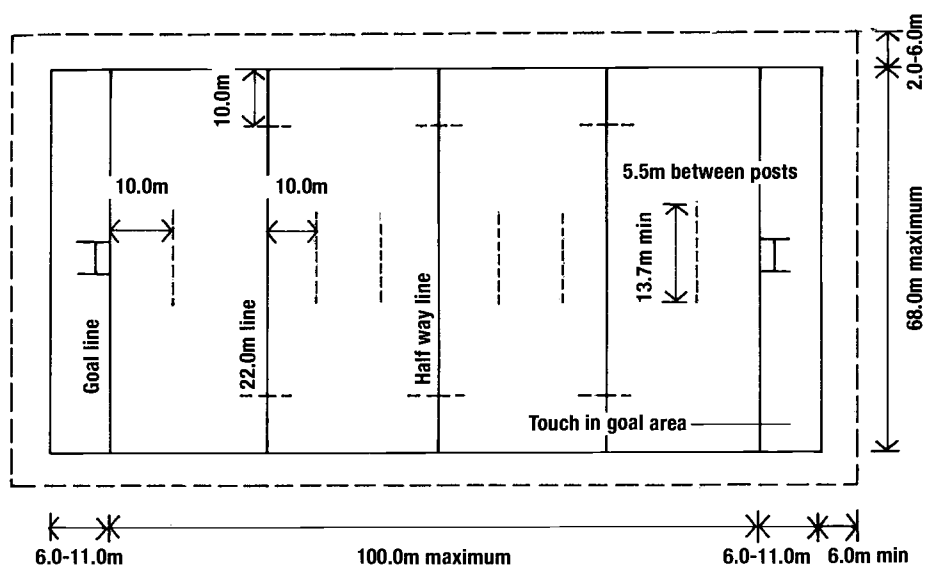 2.0-6.0m
10.0m
5.5m between posts
10.0m
10.0m
13.7m min
68.0m maximum
Goal line
22.0m line
Half way line
Touch in goal area
6.0-11.0m
100.0m maximum
6.0-11.0m
6.0m min